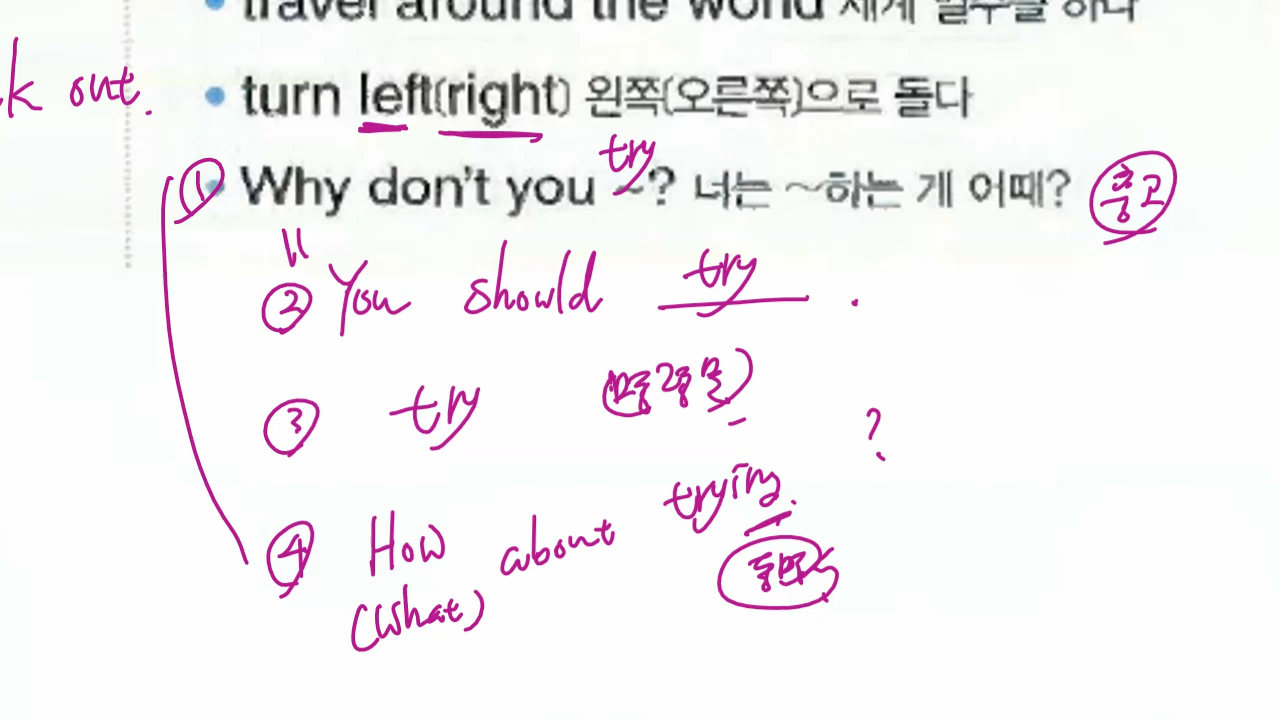 travel around the world 세계 일주를 하다
k out.
• turn left(right) 왼쪽(오른쪽)으로 돌다
try
① • Why don't you ~? 너는 ~하는 게 어때? 충고
② You should try .
③ try
?
④ How about trying.
(What) 동명사